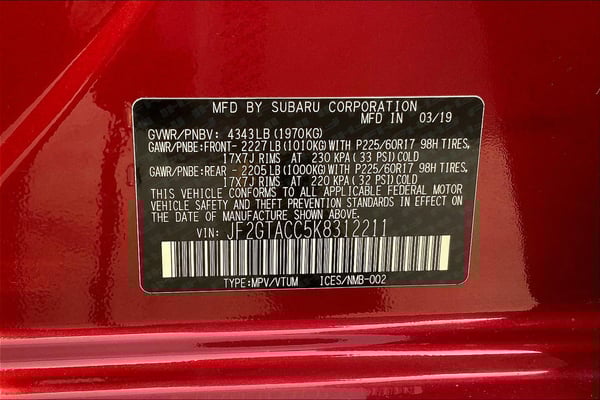 MFD BY SUBARU CORPORATION
MFD IN 03/19
GVWR/PNBV: 4343LB (1970KG)
GAWR/PNBE:FRONT- 2227LB (1010KG) WITH P225/60R17 98H TIRES,
17X7J RIMS AT 230 KPA ( 33 PSI) COLD
GAWR/PNBE:REAR - 2205LB (1000KG) WITH P225/60R17 98H TIRES,
17X7J RIMS AT 220 KPA ( 32 PSI) COLD
THIS VEHICLE CONFORMS TO ALL APPLICABLE FEDERAL MOTOR
VEHICLE SAFETY AND THEFT PREVENTION STANDARDS IN EFFECT ON
THE DATE OF MANUFACTURE SHOWN ABOVE.
VIN: JF2GTACC5K8312211
TYPE:MPV/VTUM ICES/NMB-002